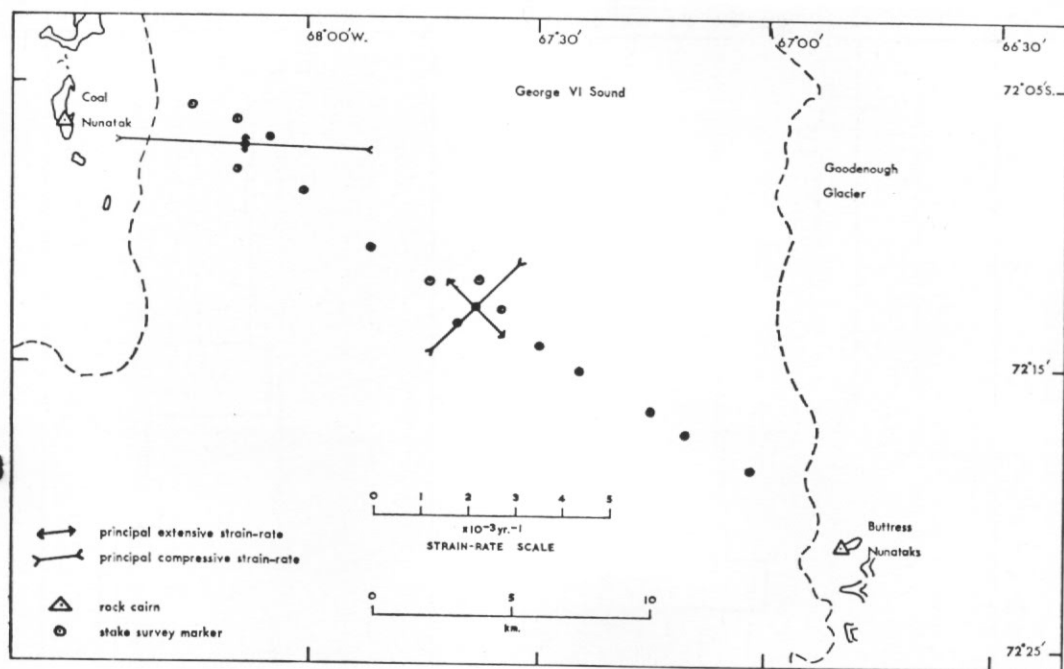 68°00'W.
67°30'
67°00'
66°30'
George VI Sound
72°05'S.
Coal
Nunatak
Goodenough
Glacier
72°15'
0 1 2 3 4 5
x10⁻³yr.⁻¹
STRAIN-RATE SCALE
principal extensive strain-rate
principal compressive strain-rate
Buttress
Nunataks
rock cairn
stake survey marker
0 5 10
km.
72°25'